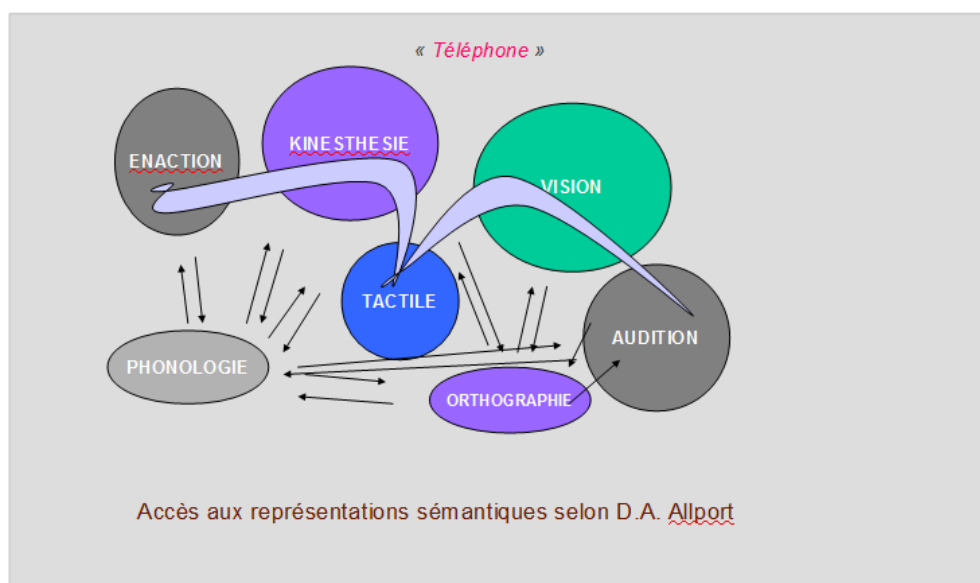 « Téléphone »
KINESTHESIE
ENACTION
VISION
TACTILE
AUDITION
PHONOLOGIE
ORTHOGRAPHIE
Accès aux représentations sémantiques selon D.A. Allport